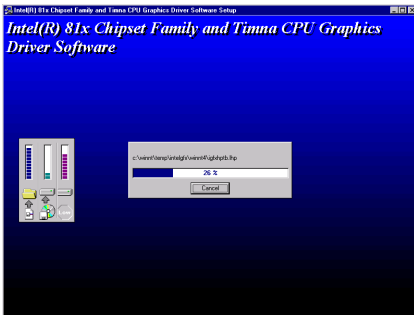 Intel(R) 81x Chipset Family and Timna CPU Graphics Driver Software Setup
Intel(R) 81x Chipset Family and Timna CPU Graphics
Driver Software
c:\winnt\temp\intelgfx\winnt4\igfxhptb.lhp
26 %
Cancel